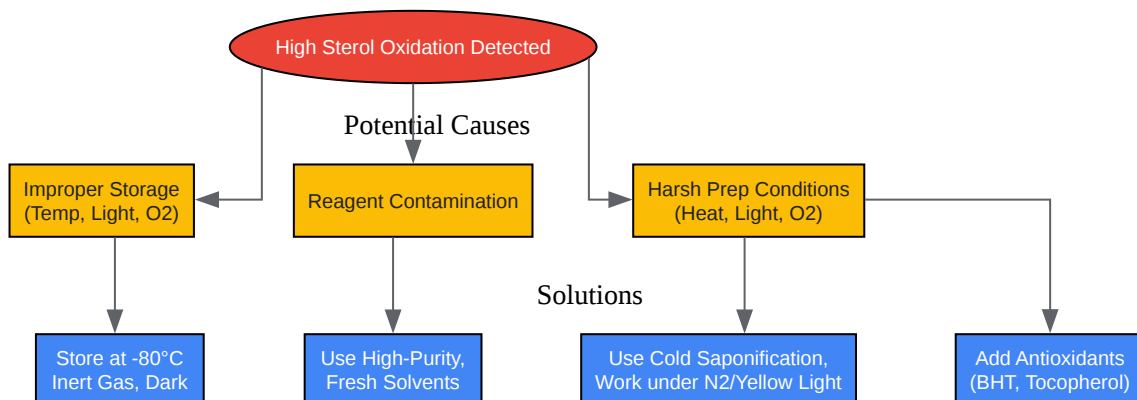 High Sterol Oxidation Detected
Potential Causes
Improper Storage
(Temp, Light, O2)
Reagent Contamination
Harsh Prep Conditions
(Heat, Light, O2)
Solutions
Store at -80°C
Inert Gas, Dark
Use High-Purity,
Fresh Solvents
Use Cold Saponification,
Work under N2/Yellow Light
Add Antioxidants
(BHT, Tocopherol)